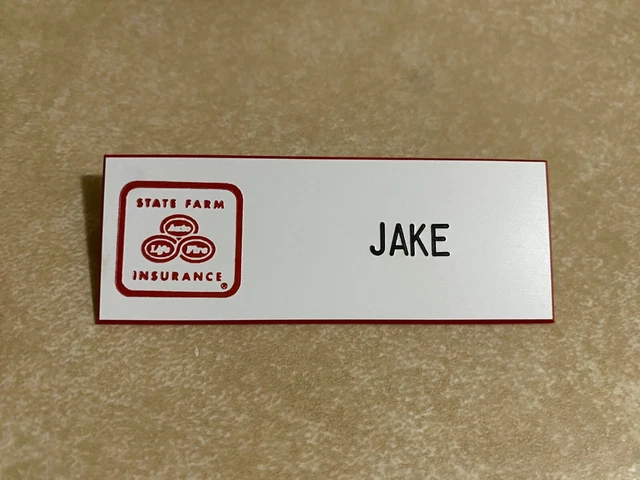 STATE FARM
Auto
Life Fire
INSURANCE ®
JAKE